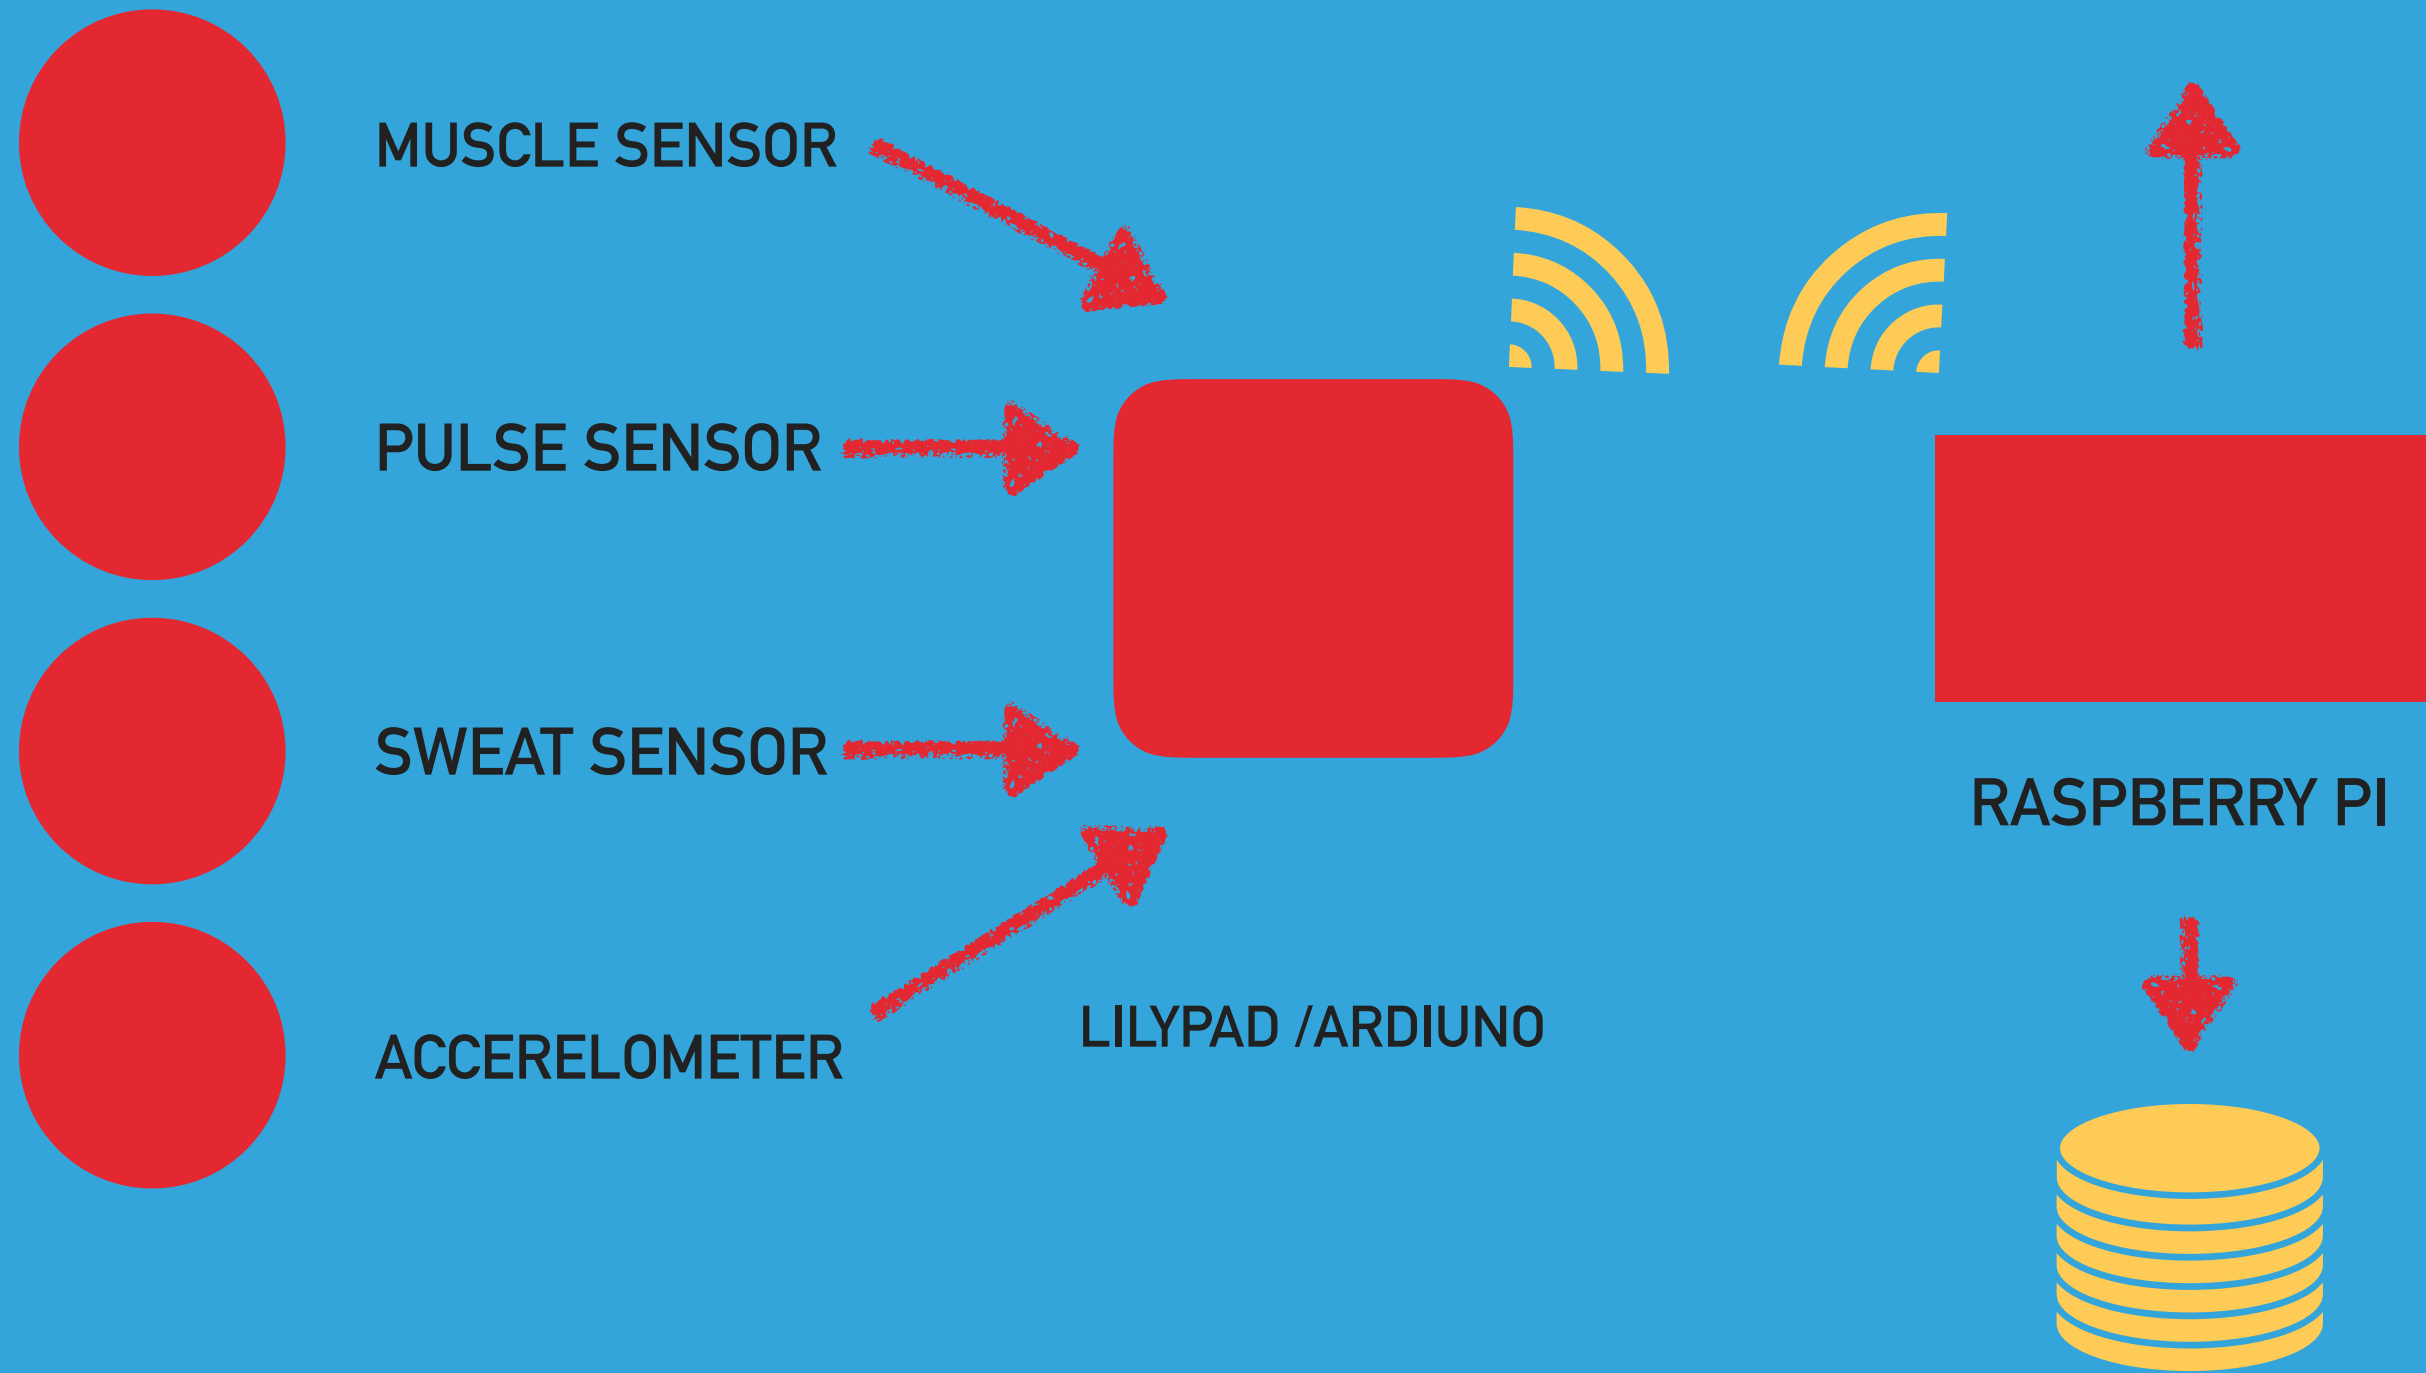 MUSCLE SENSOR
PULSE SENSOR
SWEAT SENSOR
ACCERELOMETER
LILYPAD /ARDIUNO
RASPBERRY PI